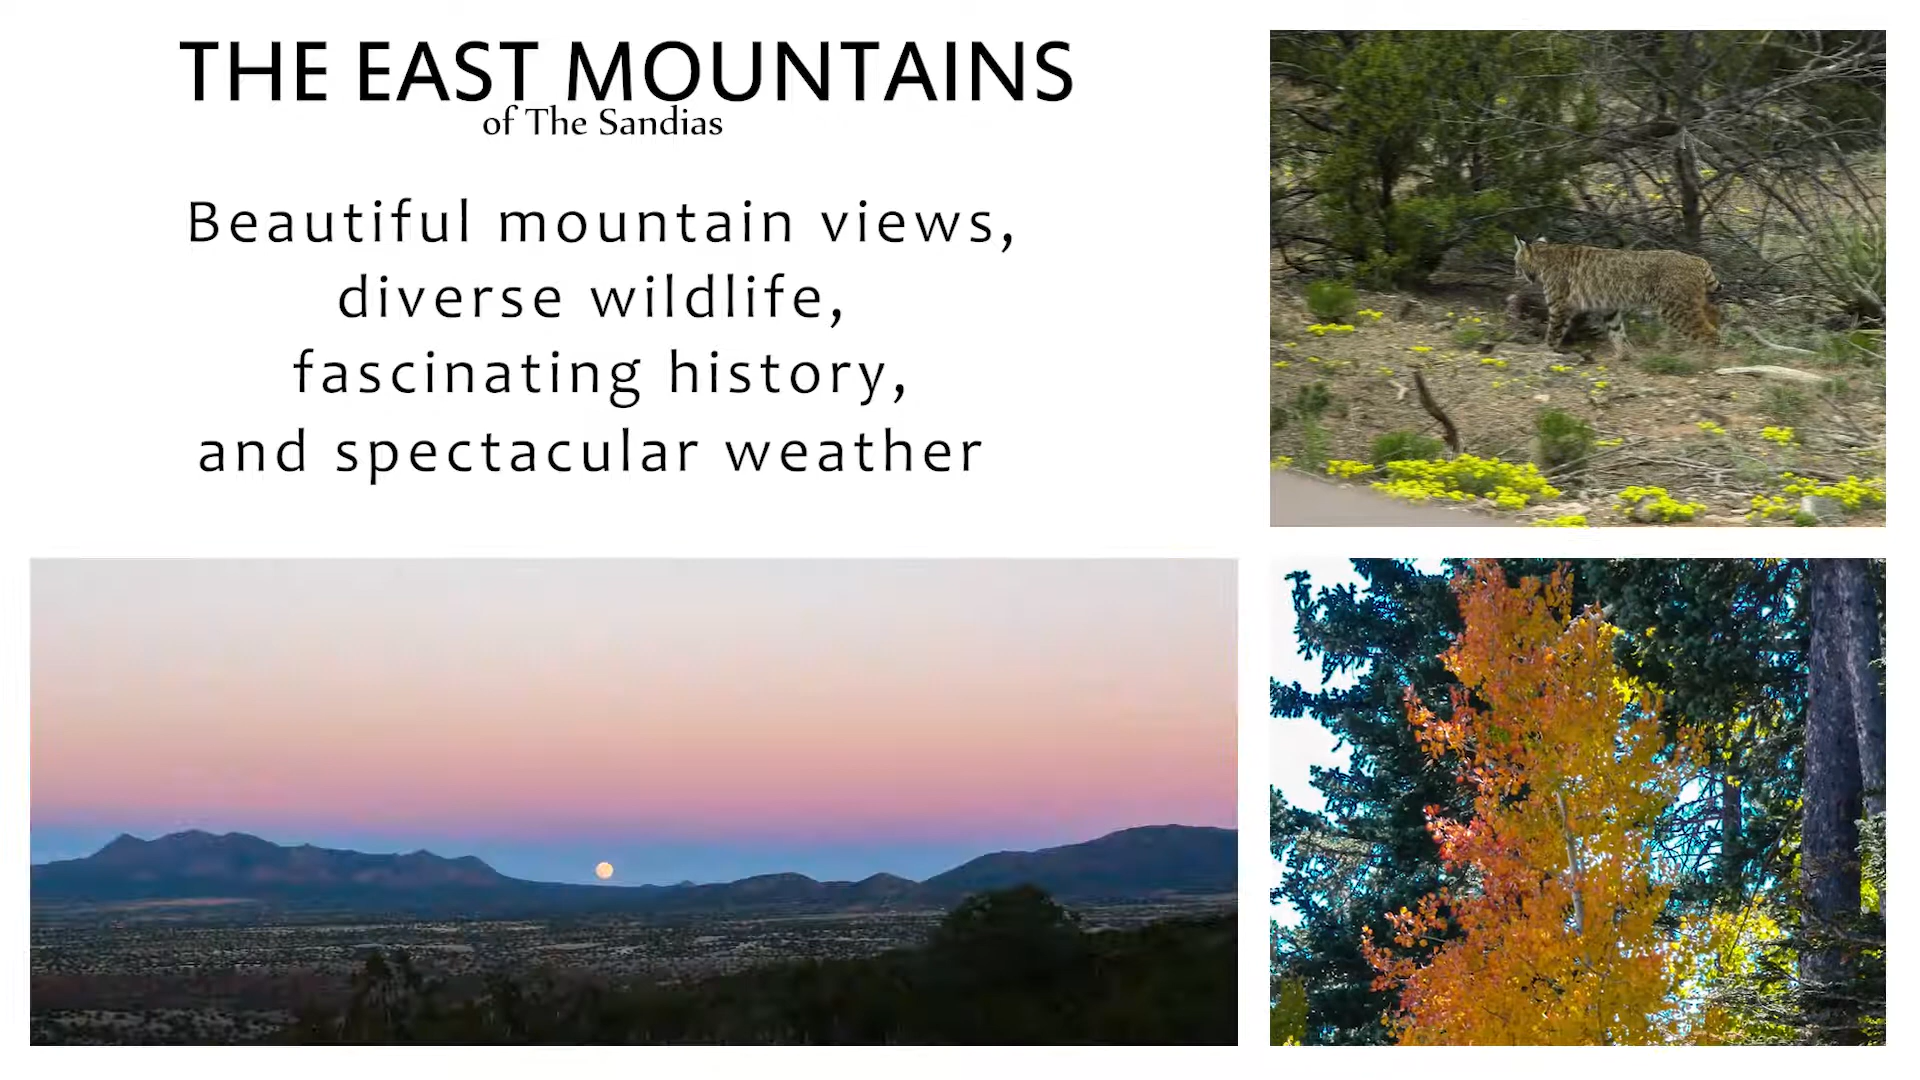 THE EAST MOUNTAINS
of The Sandias
Beautiful mountain views,
diverse wildlife,
fascinating history,
and spectacular weather